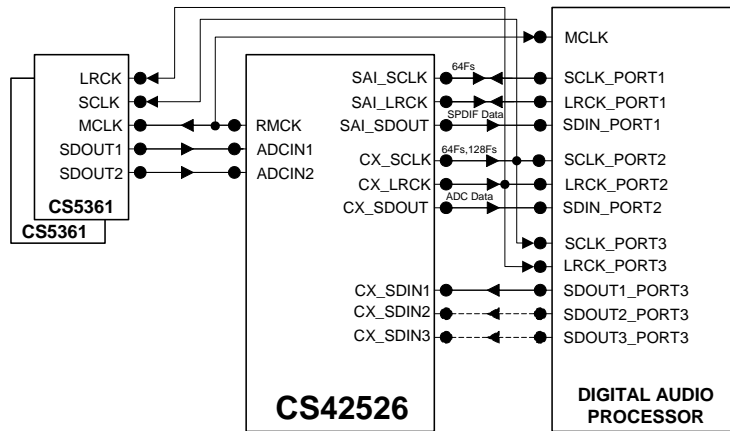 MCLK
64Fs
LRCK
SAI_SCLK
SCLK_PORT1
SCLK
SAI_LRCK
LRCK_PORT1
SPDIF Data
MCLK
RMCK
SAI_SDOUT
SDIN_PORT1
SDOUT1
ADCIN1
64Fs,128Fs
CX_SCLK
SCLK_PORT2
SDOUT2
ADCIN2
CX_LRCK
LRCK_PORT2
ADC Data
CS5361
CX_SDOUT
SDIN_PORT2
CS5361
SCLK_PORT3
LRCK_PORT3
CX_SDIN1
SDOUT1_PORT3
CX_SDIN2
SDOUT2_PORT3
CX_SDIN3
SDOUT3_PORT3
CS42526
DIGITAL AUDIO
PROCESSOR